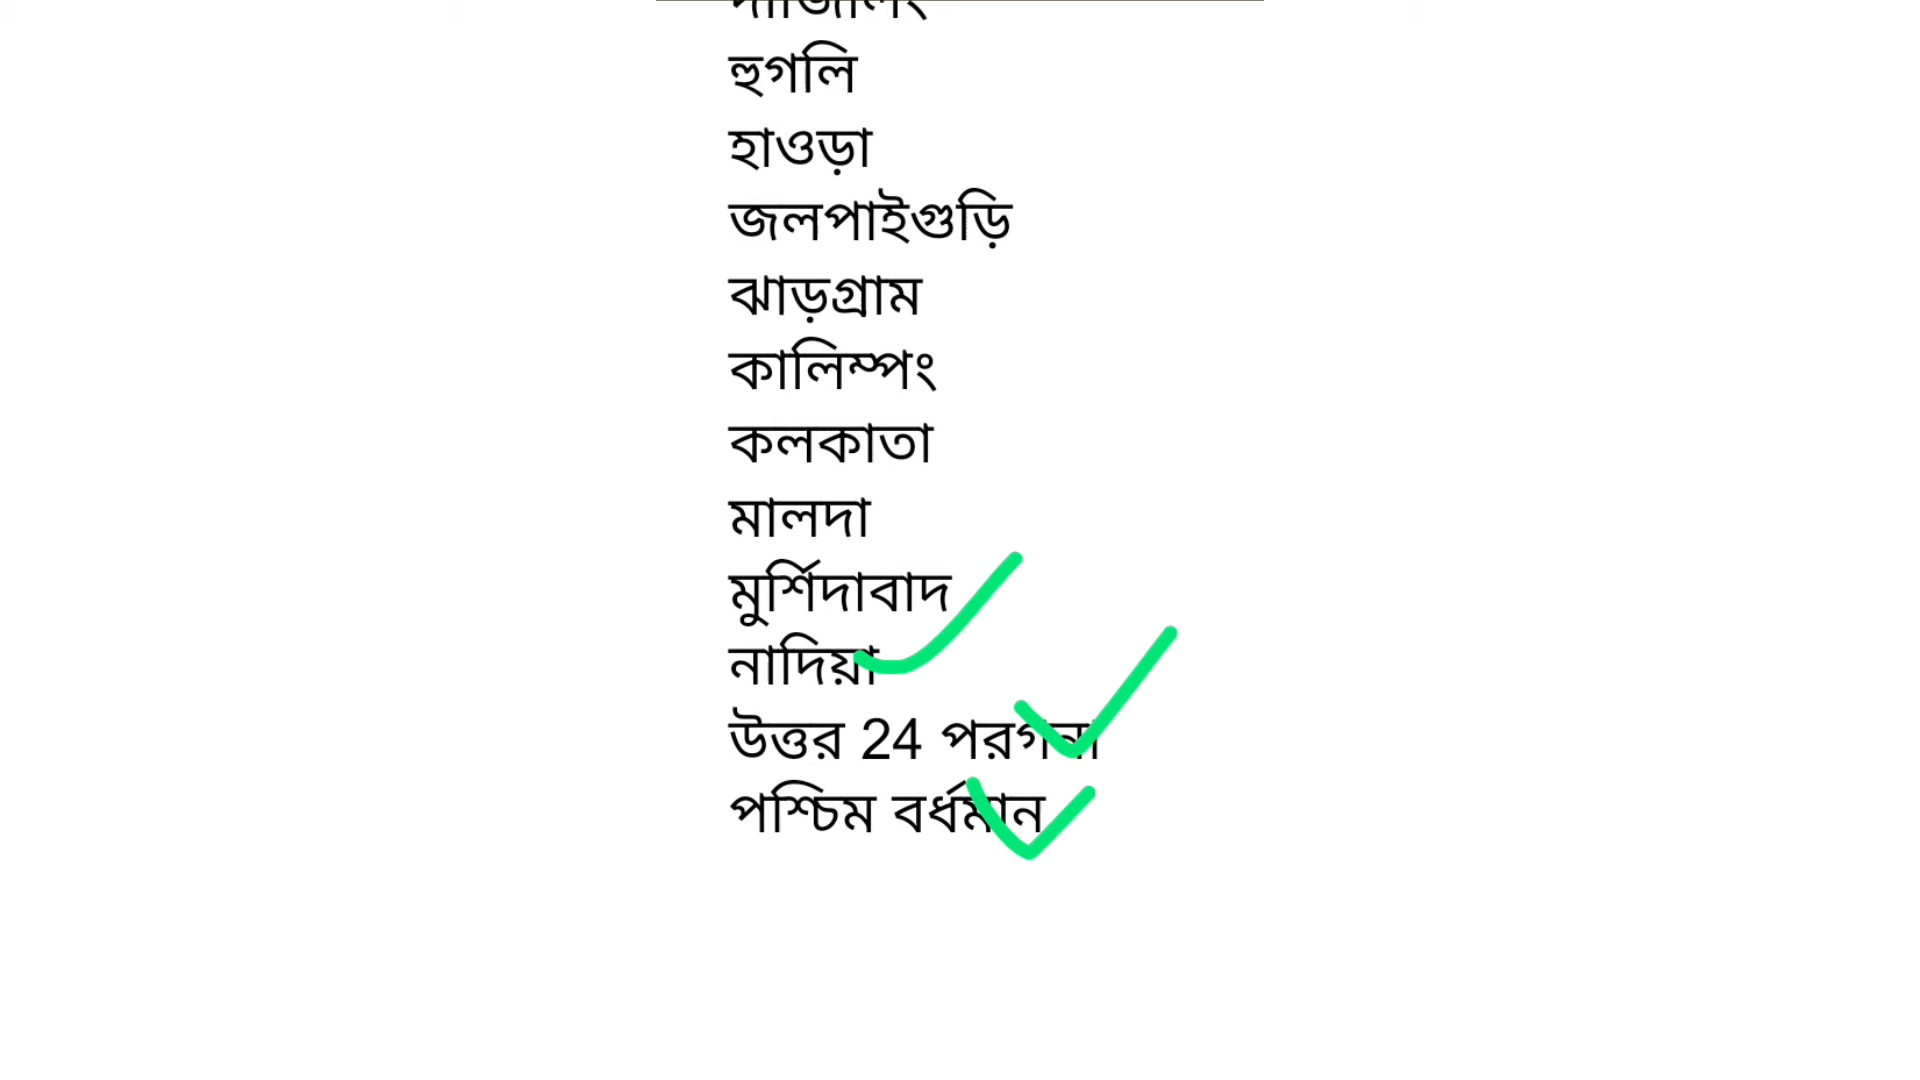 হুগলি
হাওড়া
জলপাইগুড়ি
ঝাড়গ্রাম
কালিম্পং
কলকাতা
মালদা
মুর্শিদাবাদ
নাদিয়া
উত্তর 24 পরগনা
পশ্চিম বর্ধমান